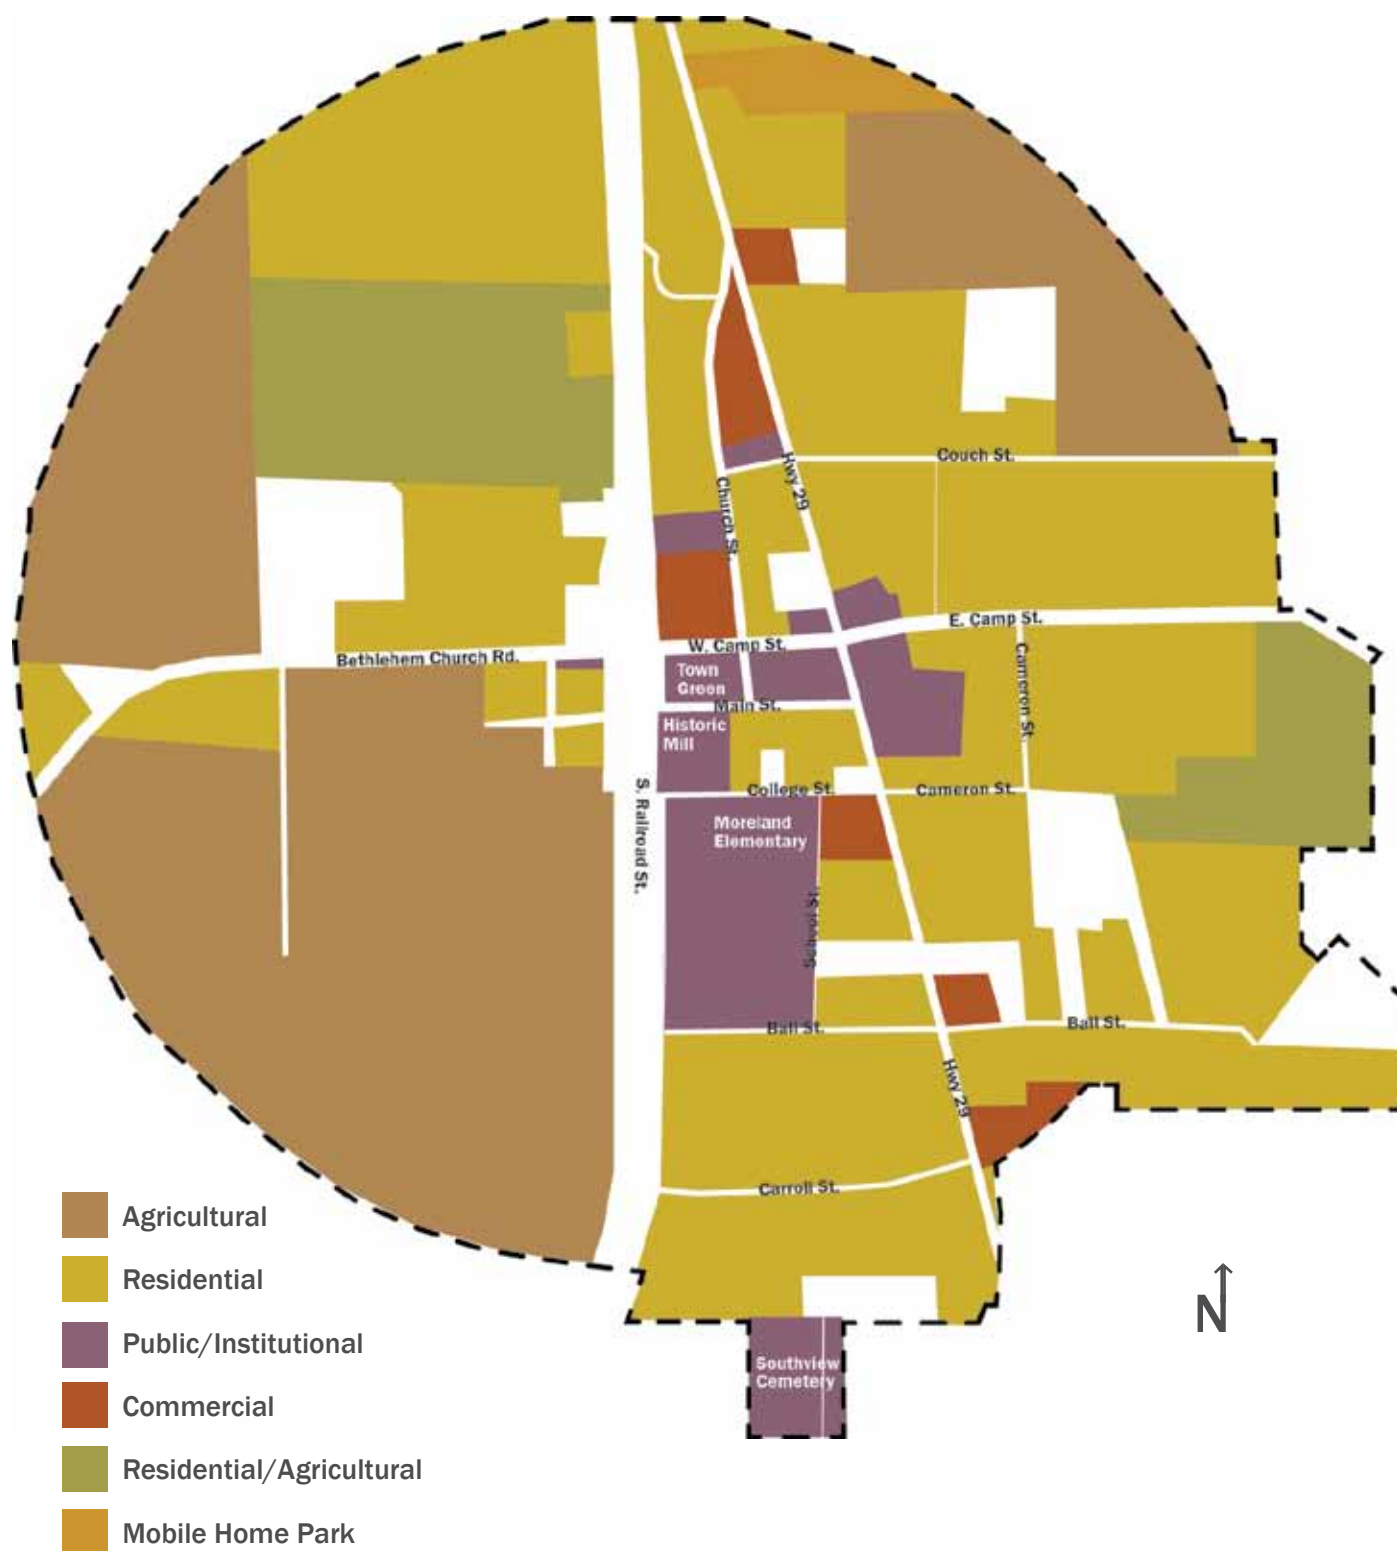 Couch St.
Hwy 29
Church St.
E. Camp St.
W. Camp St.
Bethlehem Church Rd.
Town
Green
Cameron St.
Main St.
Historic
Mill
S. Railroad St.
College St.
Cameron St.
Moreland
Elementary
School St.
Ball St.
Ball St.
Hwy 29
Carroll St.
Agricultural
Residential
Public/Institutional
Commercial
Residential/Agricultural
Mobile Home Park
Southview
Cemetery
N